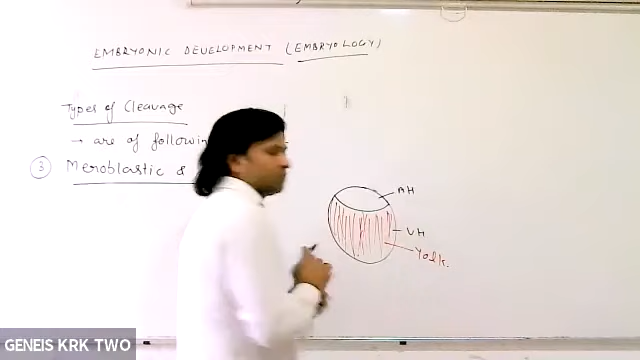 EMBRYONIC DEVELOPMENT (EMBRYOLOGY)
Types of Cleavage
→ are of followin
③ Meroblastic &
AH
VH
Yolk.
GENEIS KRK TWO